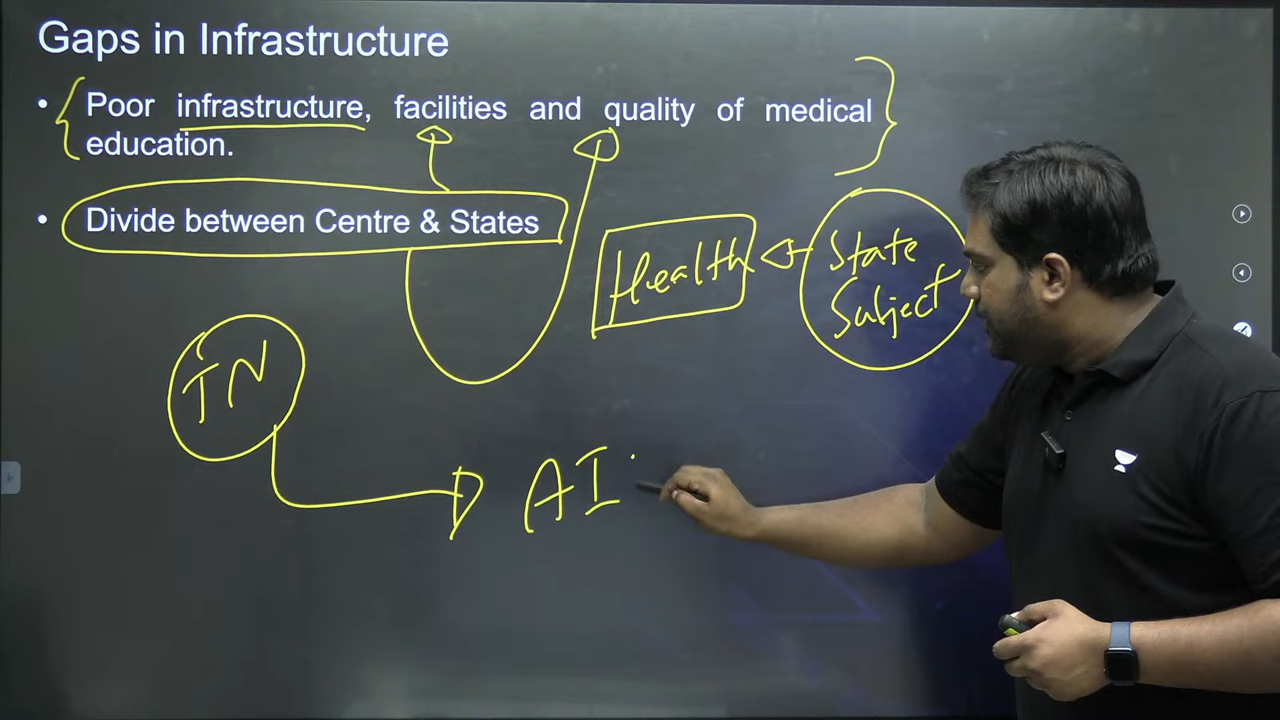 Gaps in Infrastructure
• Poor infrastructure, facilities and quality of medical
education.
• Divide between Centre & States
Health
State
Subject
TN
AI